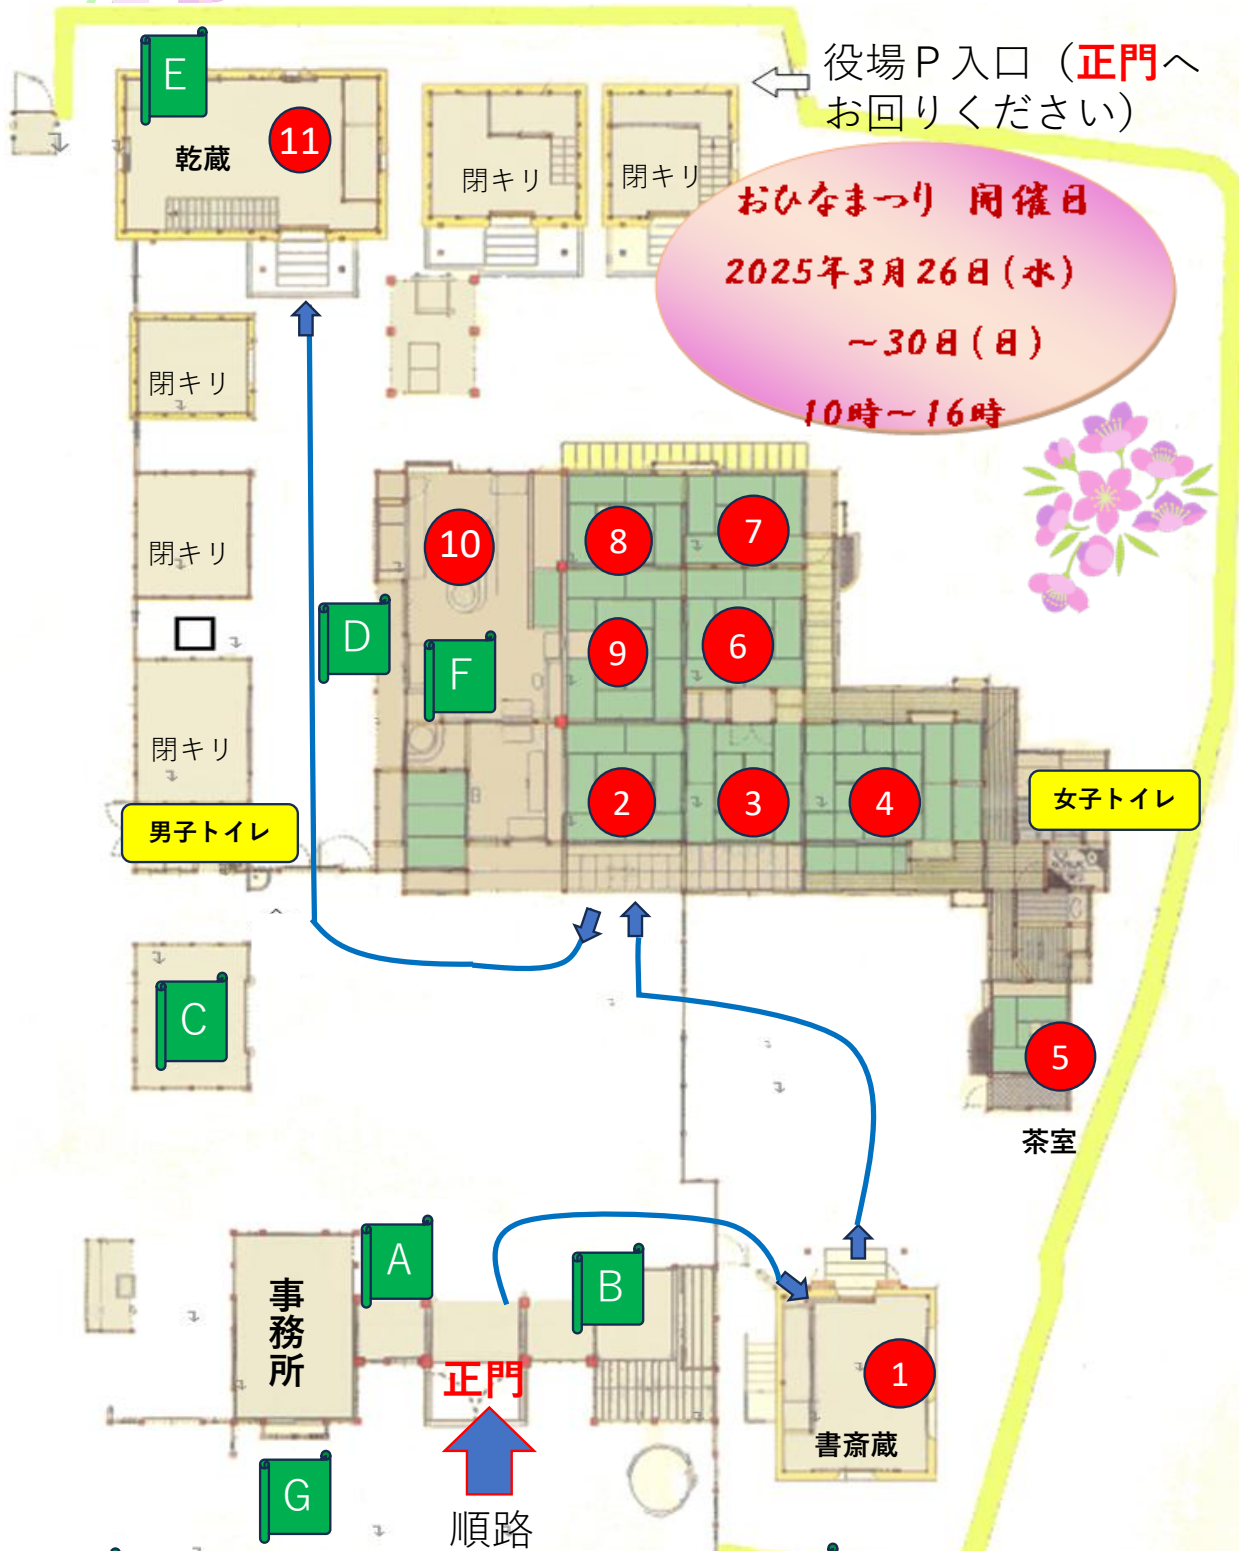 役場P入口（正門へ
お回りください）
E
11
乾蔵
閉キリ
閉キリ
おひなまつり 開催日
2025年3月26日(水)
～30日(日)
10時～16時
閉キリ
閉キリ
閉キリ
10
8
7
D
F
9
6
2
3
4
男子トイレ
女子トイレ
C
5
茶室
A
B
事務所
正門
1
書斎蔵
G
順路